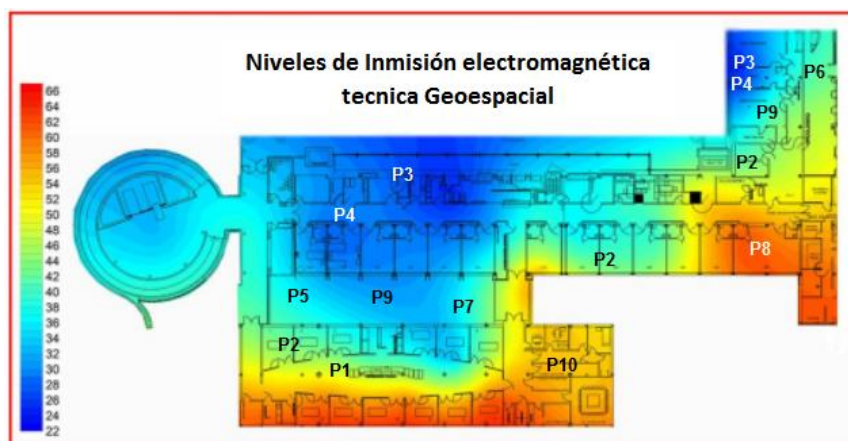 Niveles de Inmisión electromagnética
tecnica Geoespacial
P3
P6
P4
P9
P2
P3
P4
P8
P2
P5
P9
P7
P2
P1
P10
66
64
62
60
58
56
54
52
50
48
46
44
42
40
38
36
34
32
30
28
26
24
22